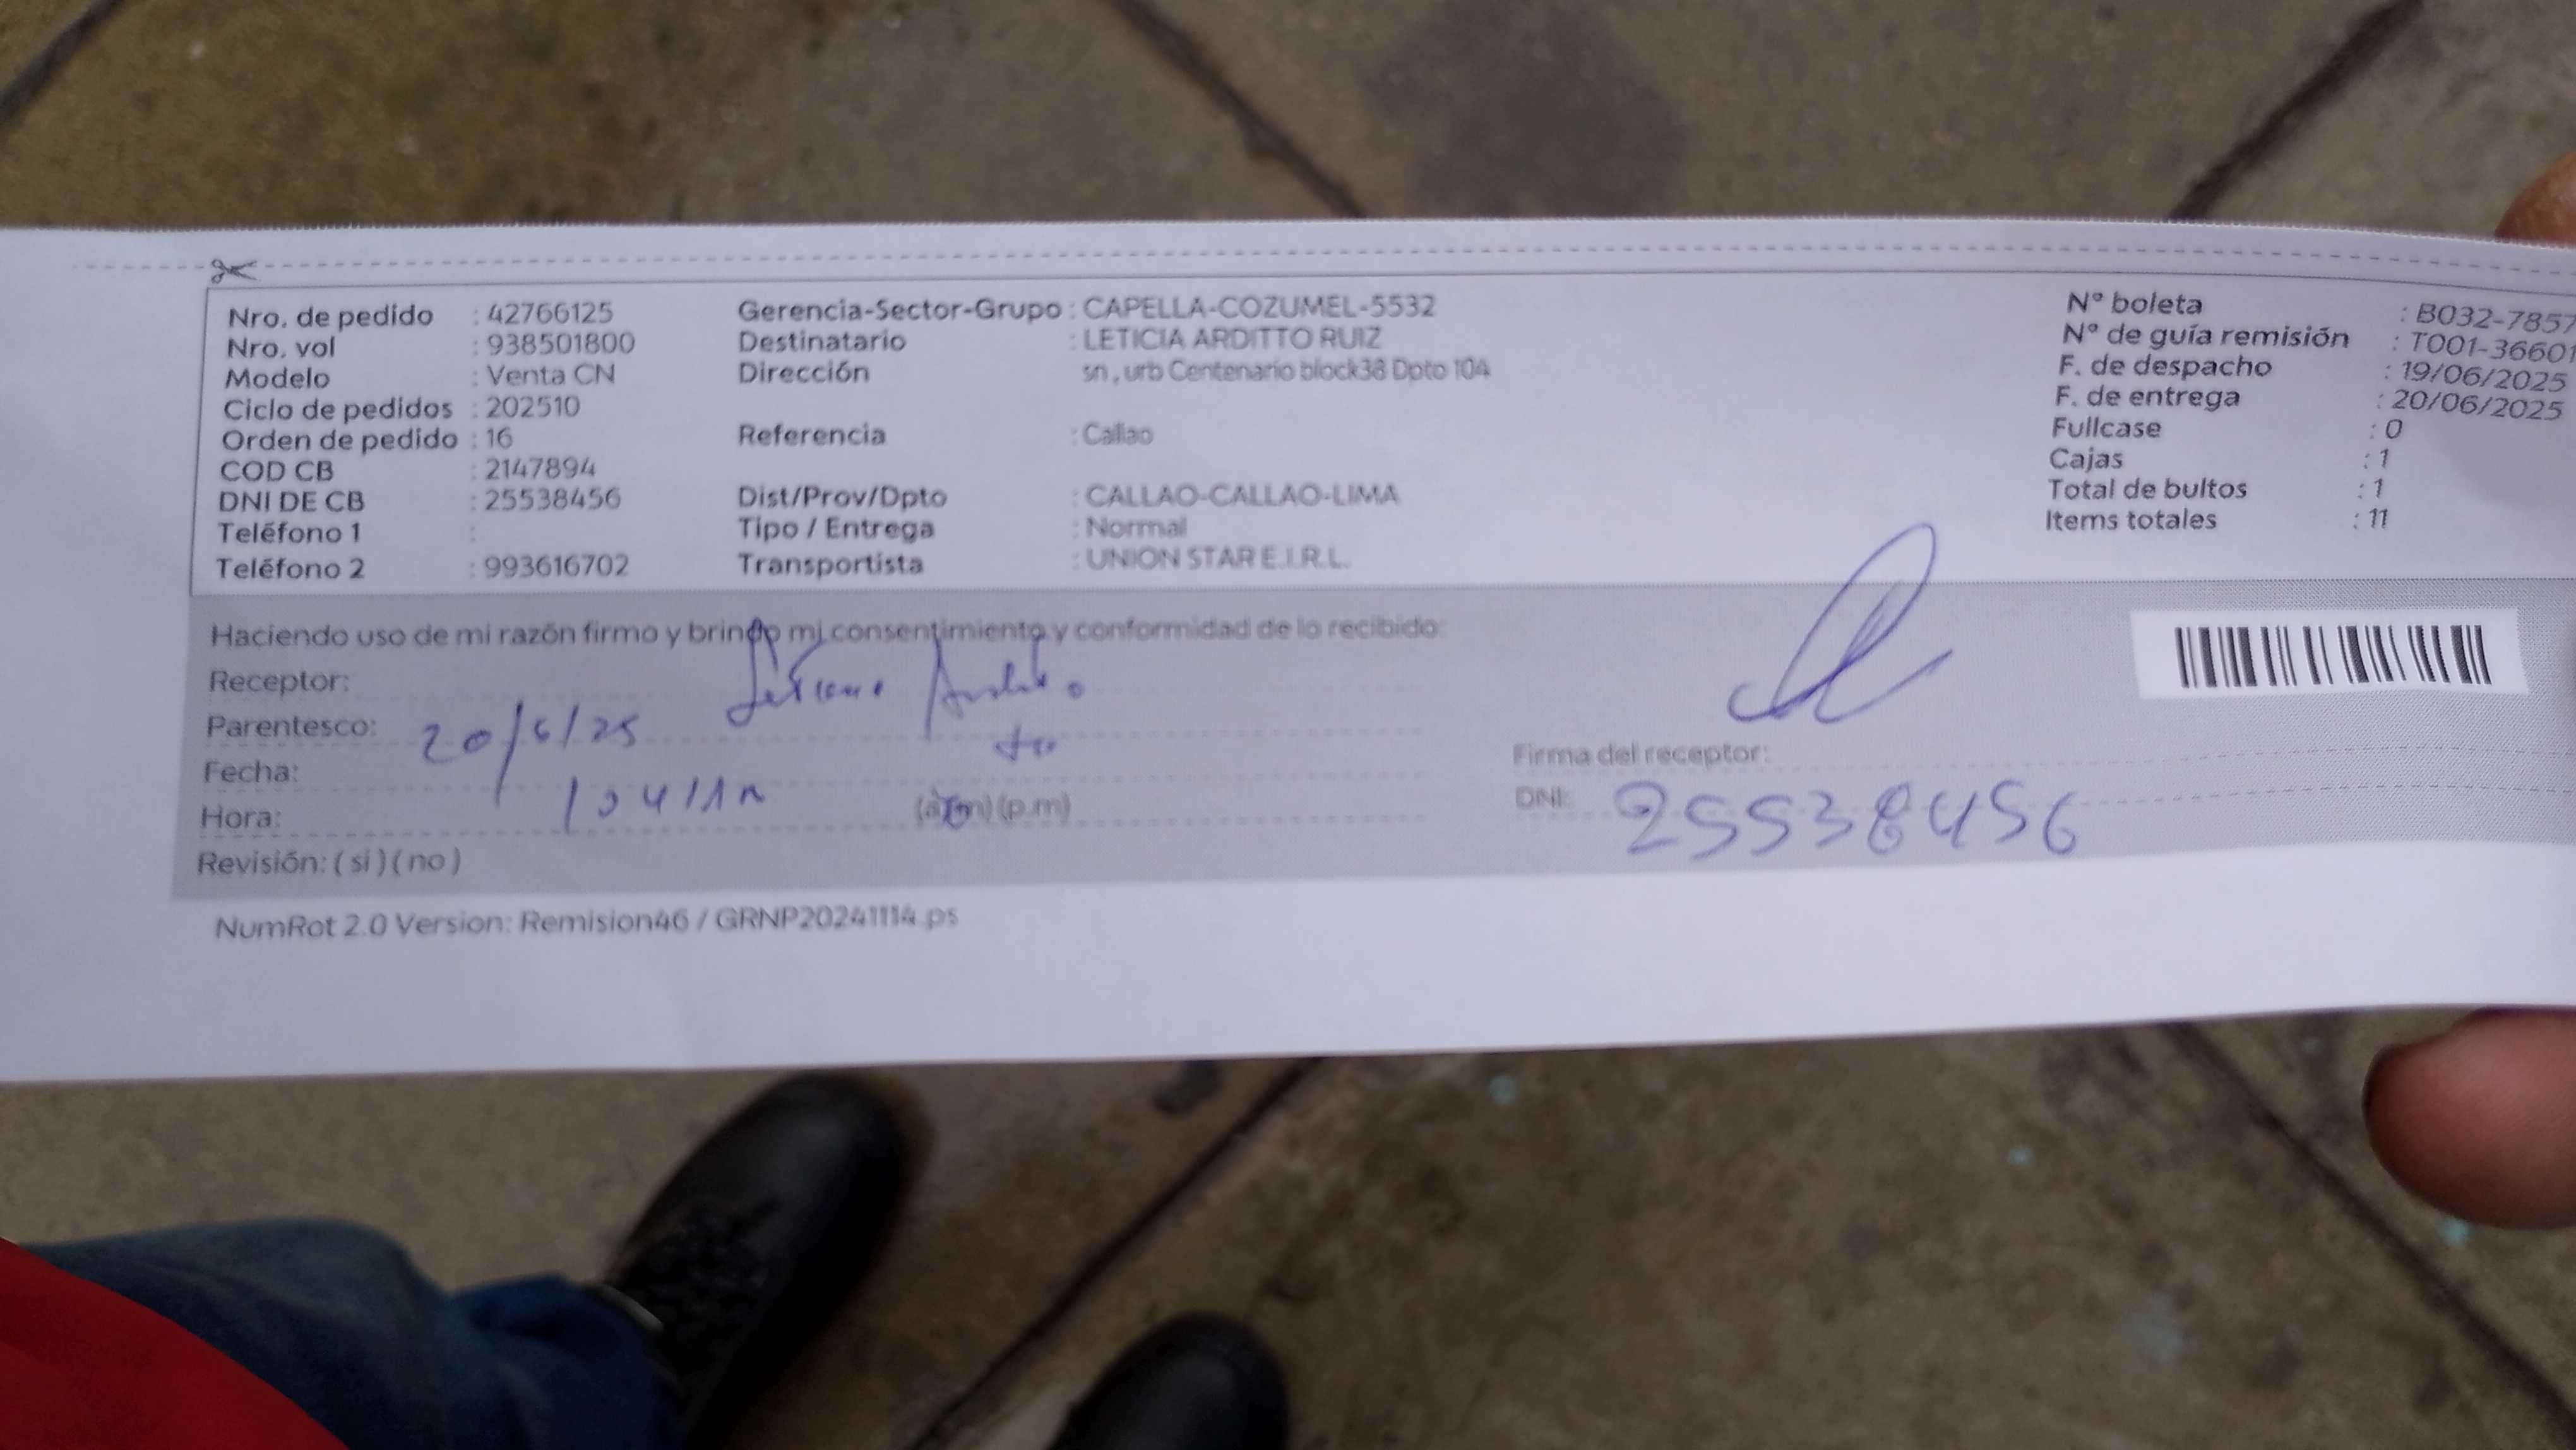 Nro. de pedido : 42766125 Gerencia-Sector-Grupo : CAPELLA-COZUMEL-5532 N° boleta : B032-7857
Nro. vol : 938501800 Destinatario : LETICIA ARDITTO RUIZ N° de guía remisión : T001-36601
Modelo : Venta CN Dirección sn , urb Centenario block38 Dpto 104 F. de despacho : 19/06/2025
Ciclo de pedidos : 202510 F. de entrega : 20/06/2025
Orden de pedido : 16 Referencia : Callao Fullcase : 0
COD CB : 2147894 Cajas : 1
DNI DE CB : 25538456 Dist/Prov/Dpto : CALLAO-CALLAO-LIMA Total de bultos : 1
Teléfono 1 : Tipo / Entrega : Normal Items totales : 11
Teléfono 2 : 993616702 Transportista : UNION STAR E.I.R.L.
Haciendo uso de mi razón firmo y brindo mi consentimiento y conformidad de lo recibido:
Receptor:
Parentesco: 20/6/25
Fecha: Firma del receptor:
Hora: (a.m) (p.m) DNI: 25538456
Revisión: ( si ) ( no )
NumRot 2.0 Version: Remision46 / GRNP20241114.ps